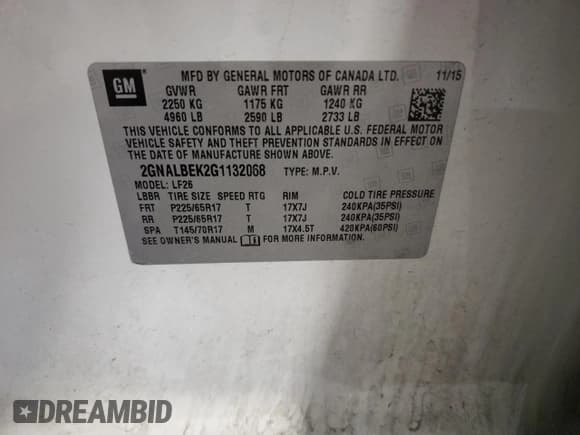 GM
MFD BY GENERAL MOTORS OF CANADA LTD. 11/15
GVWR GAWR FRT GAWR RR
2250 KG 1175 KG 1240 KG
4960 LB 2590 LB 2733 LB
THIS VEHICLE CONFORMS TO ALL APPLICABLE U.S. FEDERAL MOTOR
VEHICLE SAFETY AND THEFT PREVENTION STANDARDS IN EFFECT ON
THE DATE OF MANUFACTURE SHOWN ABOVE.
2GNALBEK2G1132068 TYPE: M.P.V.
MODEL: LF26
LBBR TIRE SIZE SPEED RTG RIM COLD TIRE PRESSURE
FRT P225/65R17 T 17X7J 240KPA(35PSI)
RR P225/65R17 T 17X7J 240KPA(35PSI)
SPA T145/70R17 M 17X4.5T 420KPA(60PSI)
SEE OWNER'S MANUAL FOR MORE INFORMATION.
DREAMBID